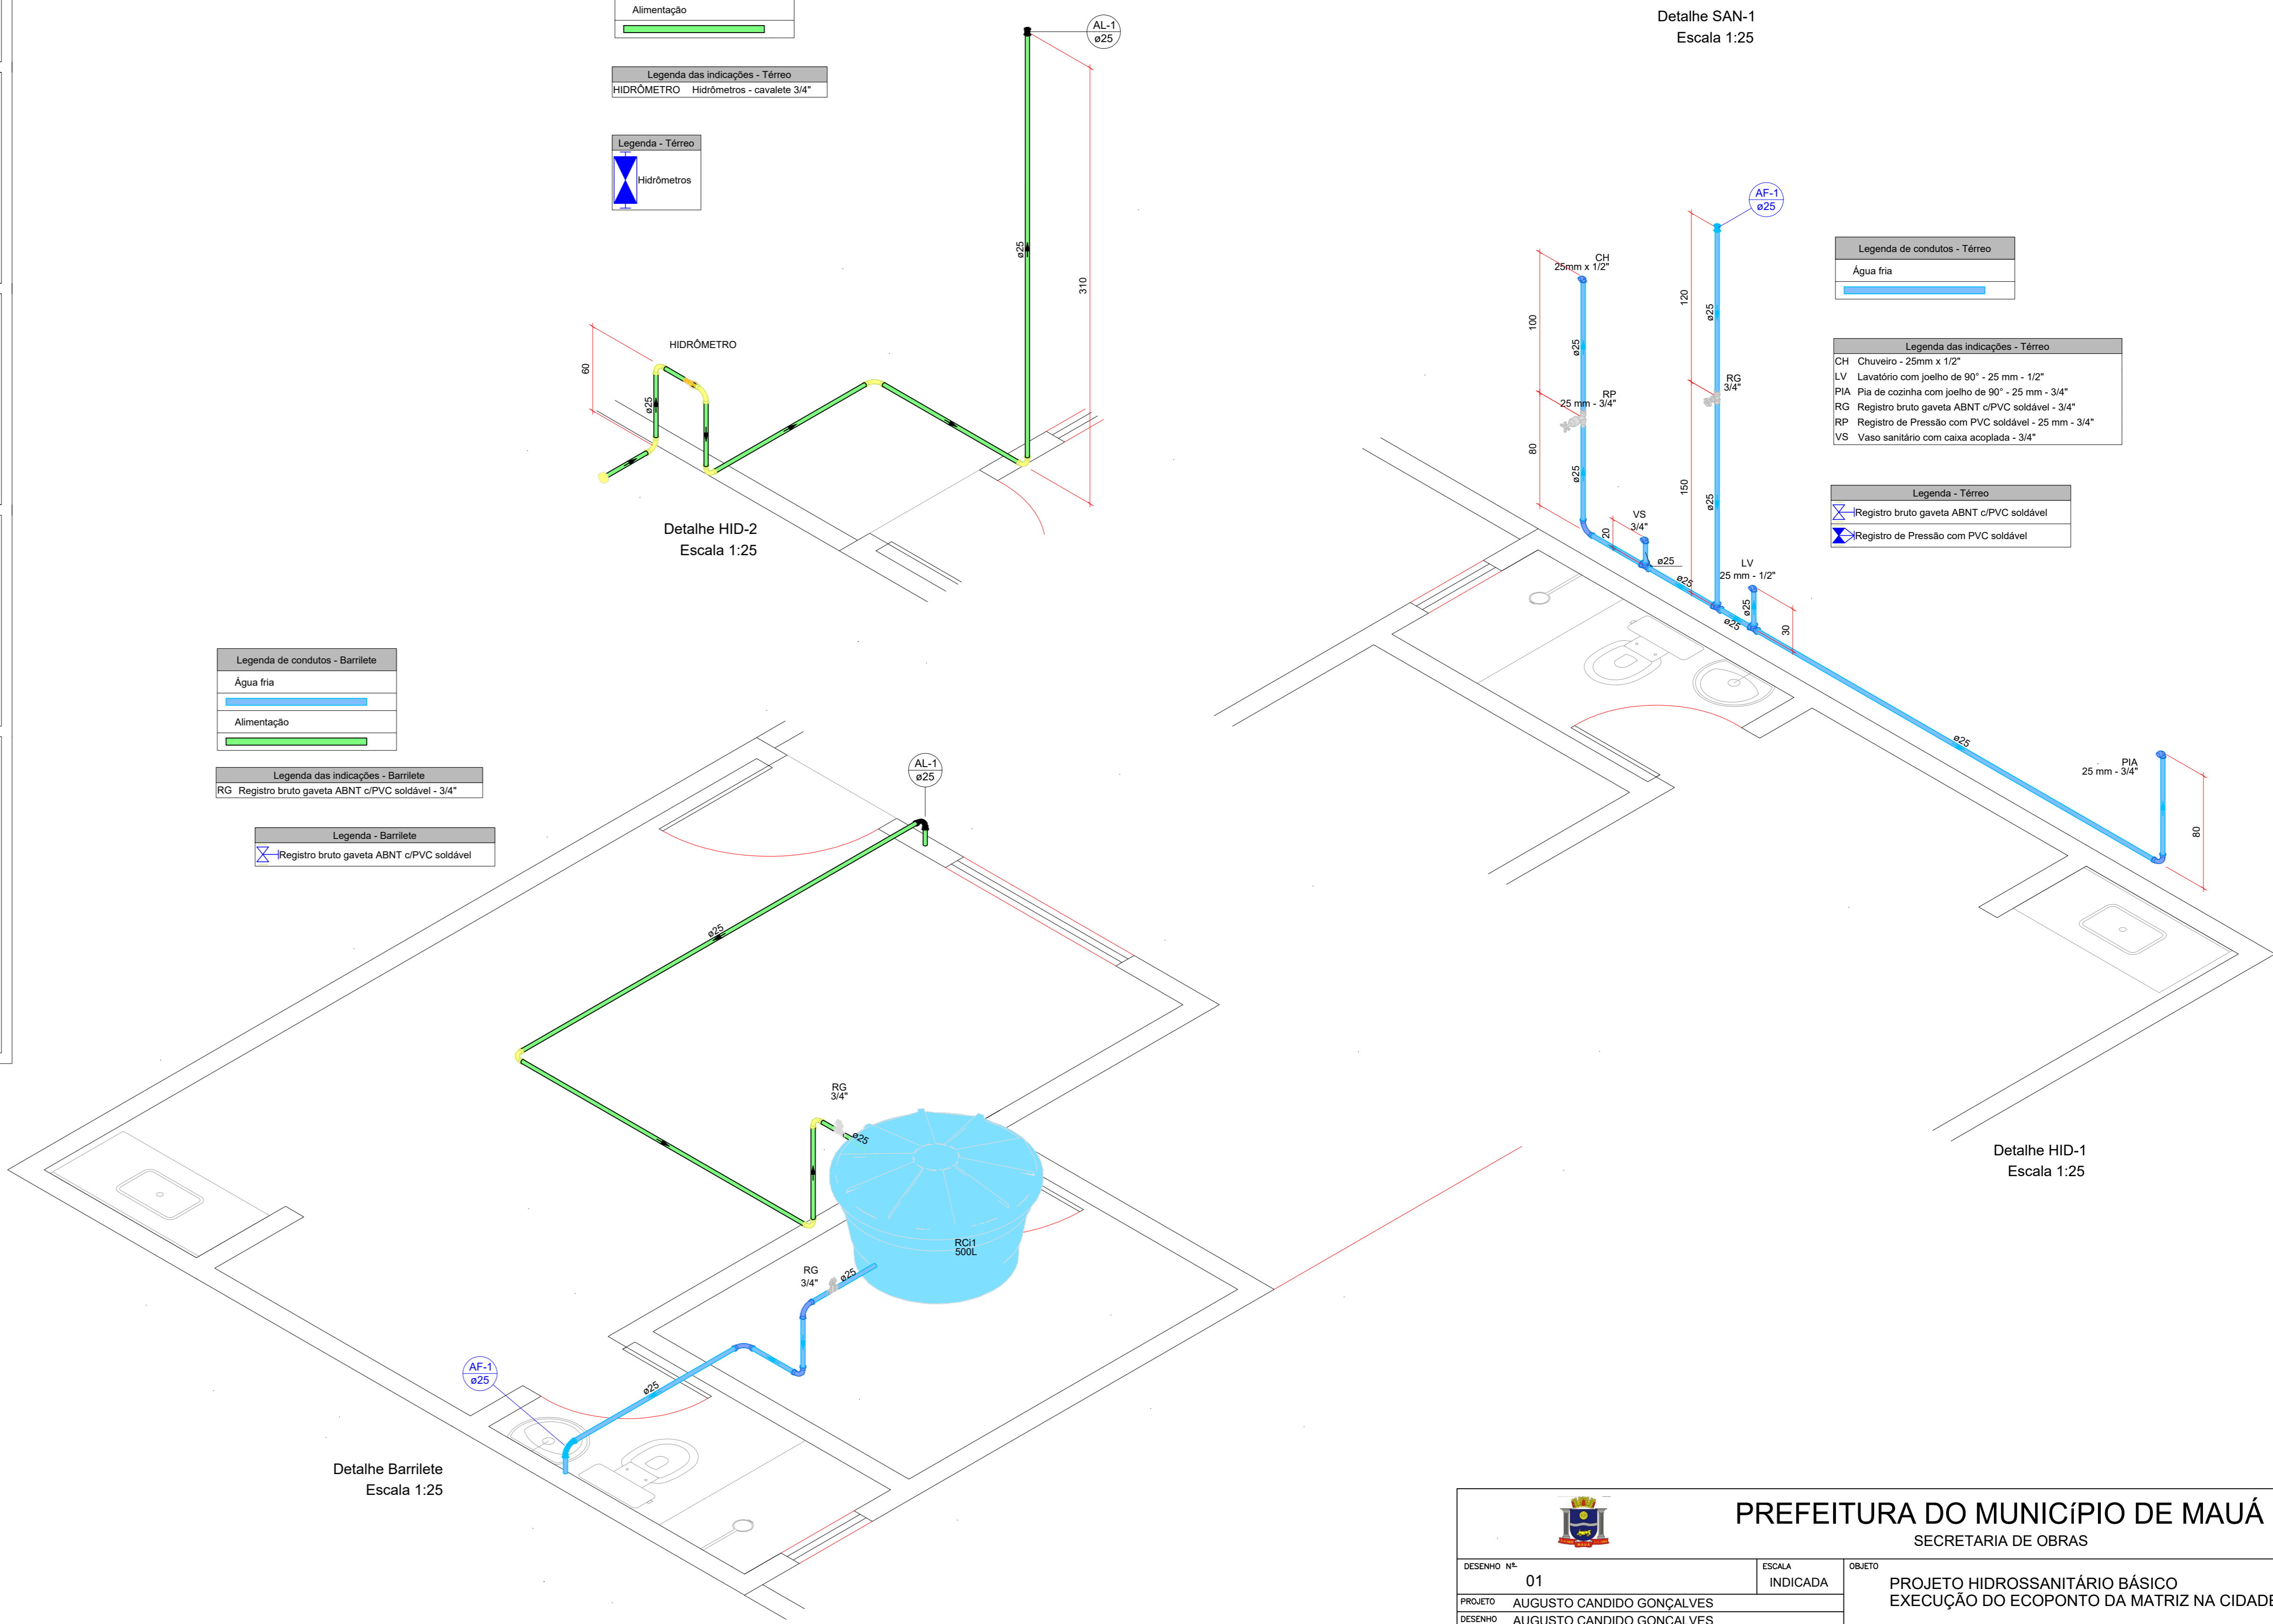 Alimentação
Legenda das indicações - Térreo
HIDRÔMETRO Hidrômetros - cavalete 3/4"
Legenda - Térreo
Hidrômetros
AL-1
ø25
ø25
310
60
HIDRÔMETRO
ø25
Detalhe HID-2
Escala 1:25
Detalhe SAN-1
Escala 1:25
AF-1
ø25
CH
25mm x 1/2"
100
ø25
120
ø25
RG
3/4"
RP
25 mm - 3/4"
80
ø25
150
ø25
VS
3/4"
20
ø25
ø25
LV
25 mm - 1/2"
ø25
ø25
30
ø25
PIA
25 mm - 3/4"
80
Legenda de condutos - Térreo
Água fria
Legenda das indicações - Térreo
CH Chuveiro - 25mm x 1/2"
LV Lavatório com joelho de 90° - 25 mm - 1/2"
PIA Pia de cozinha com joelho de 90° - 25 mm - 3/4"
RG Registro bruto gaveta ABNT c/PVC soldável - 3/4"
RP Registro de Pressão com PVC soldável - 25 mm - 3/4"
VS Vaso sanitário com caixa acoplada - 3/4"
Legenda - Térreo
Registro bruto gaveta ABNT c/PVC soldável
Registro de Pressão com PVC soldável
Detalhe HID-1
Escala 1:25
Legenda de condutos - Barrilete
Água fria
Alimentação
Legenda das indicações - Barrilete
RG Registro bruto gaveta ABNT c/PVC soldável - 3/4"
Legenda - Barrilete
Registro bruto gaveta ABNT c/PVC soldável
AL-1
ø25
ø25
RG
3/4"
ø25
RCi1
500L
RG
3/4"
ø25
AF-1
ø25
ø25
Detalhe Barrilete
Escala 1:25
PREFEITURA DO MUNICíPIO DE MAUÁ
SECRETARIA DE OBRAS
DESENHO Nº
01
ESCALA
INDICADA
OBJETO
PROJETO HIDROSSANITÁRIO BÁSICO
EXECUÇÃO DO ECOPONTO DA MATRIZ NA CIDADE
PROJETO AUGUSTO CANDIDO GONÇALVES
DESENHO AUGUSTO CANDIDO GONÇALVES